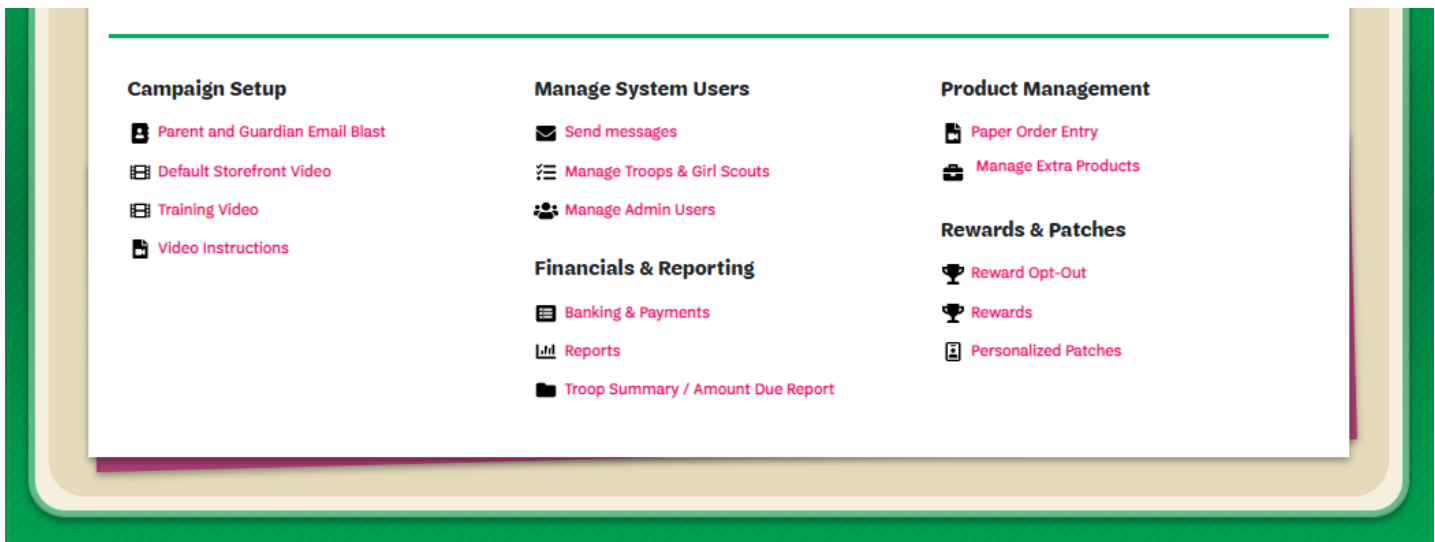 Campaign Setup
Parent and Guardian Email Blast
Default Storefront Video
Training Video
Video Instructions
Manage System Users
Send messages
Manage Troops & Girl Scouts
Manage Admin Users
Financials & Reporting
Banking & Payments
Reports
Troop Summary / Amount Due Report
Product Management
Paper Order Entry
Manage Extra Products
Rewards & Patches
Reward Opt-Out
Rewards
Personalized Patches